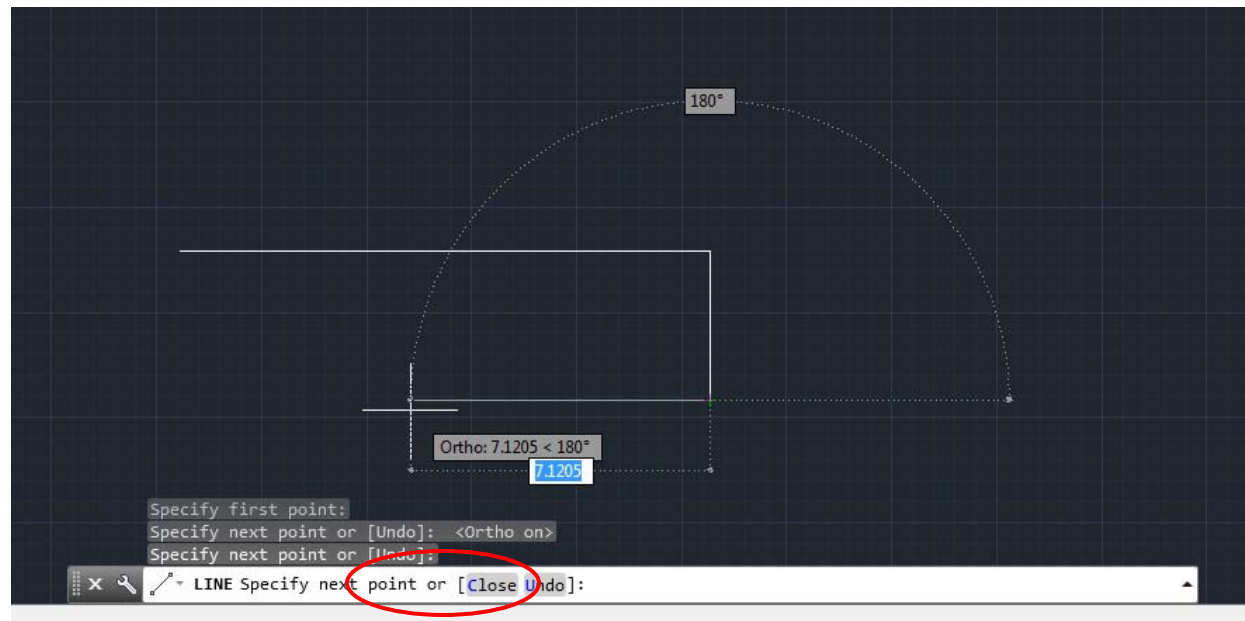 180°
Ortho: 7.1205 < 180°
7.1205
Specify first point:
Specify next point or [Undo]: <Ortho on>
Specify next point or [Undo]:
LINE Specify next point or [Close Undo]: